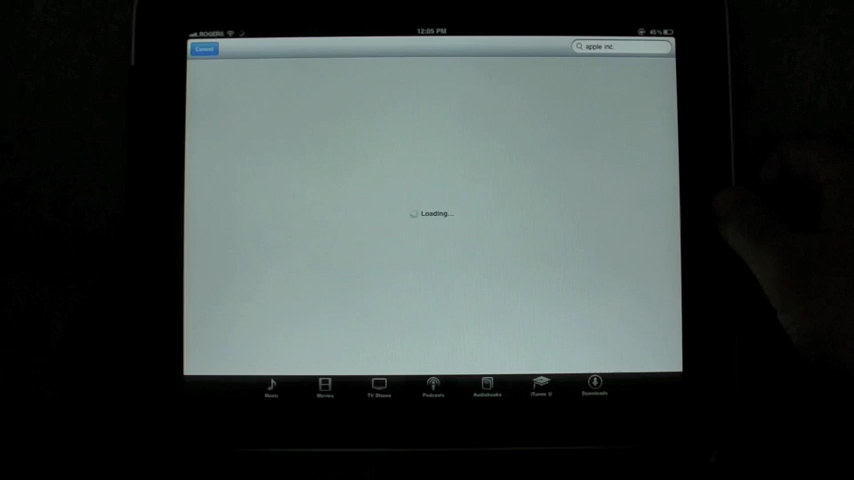 ROGERS 12:05 PM 45%
Cancel apple inc
Loading...
Music Movies TV Shows Podcasts Audiobooks iTunes U Downloads